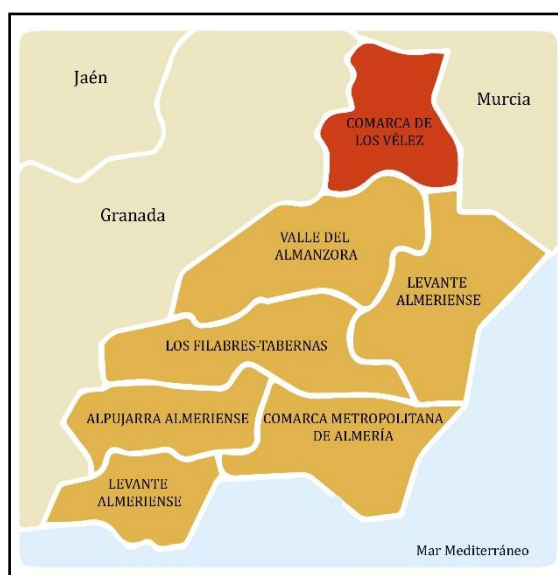 Jaén
Murcia
COMARCA DE
LOS VÉLEZ
Granada
VALLE DEL
ALMANZORA
LEVANTE
ALMERIENSE
LOS FILABRES-TABERNAS
ALPUJARRA ALMERIENSE
COMARCA METROPOLITANA
DE ALMERÍA
LEVANTE
ALMERIENSE
Mar Mediterráneo